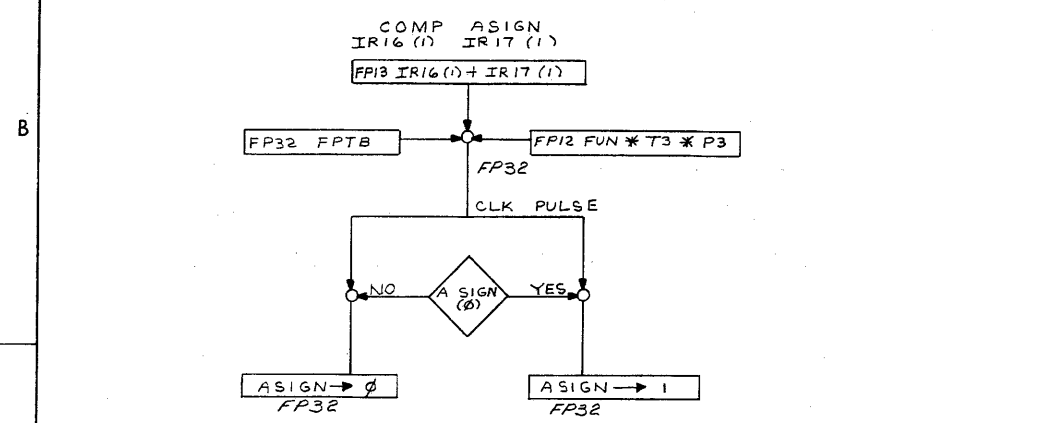 COMP ASIGN
IR16 (1) IR17 (1)
FP13 IR16(1) + IR17 (1)
B
FP32 FPTB
FP12 FUN * T3 * P3
FP32
CLK PULSE
NO
A SIGN
(Ø)
YES
ASIGN → Ø
ASIGN → 1
FP32
FP32